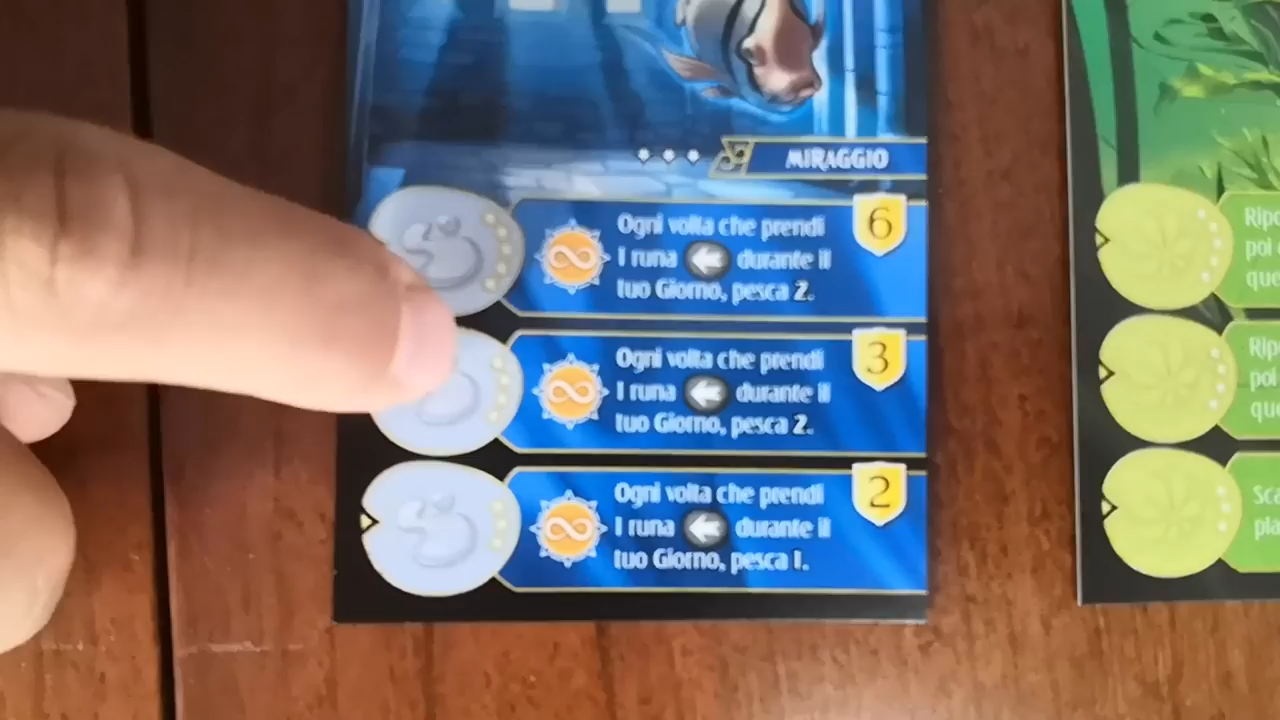 MIRAGGIO
6
Ogni volta che prendi
1 runa durante il
tuo Giorno, pesca 2.
3
Ogni volta che prendi
1 runa durante il
tuo Giorno, pesca 2.
2
Ogni volta che prendi
1 runa durante il
tuo Giorno, pesca 1.
poi